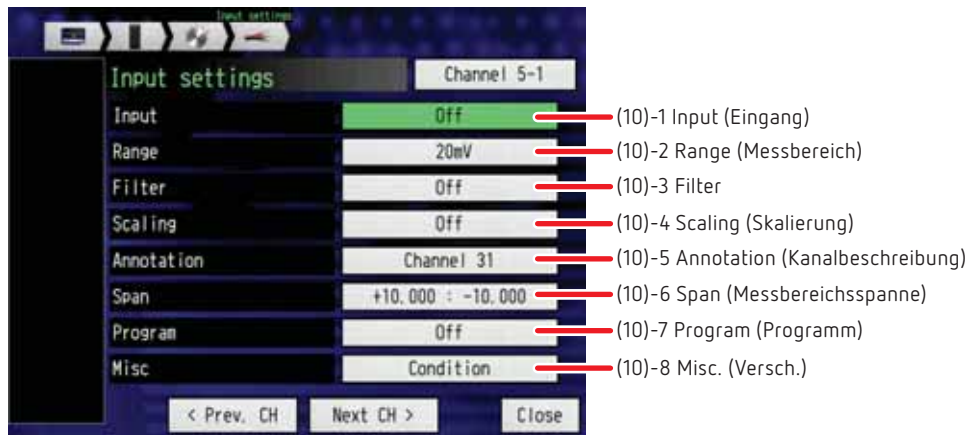 Input settings
Input settings Channel 5-1
Input Off (10)-1 Input (Eingang)
Range 20mV (10)-2 Range (Messbereich)
Filter Off (10)-3 Filter
Scaling Off (10)-4 Scaling (Skalierung)
Annotation Channel 31 (10)-5 Annotation (Kanalbeschreibung)
Span +10.000 : -10.000 (10)-6 Span (Messbereichsspanne)
Program Off (10)-7 Program (Programm)
Misc Condition (10)-8 Misc. (Versch.)
< Prev. CH Next CH > Close